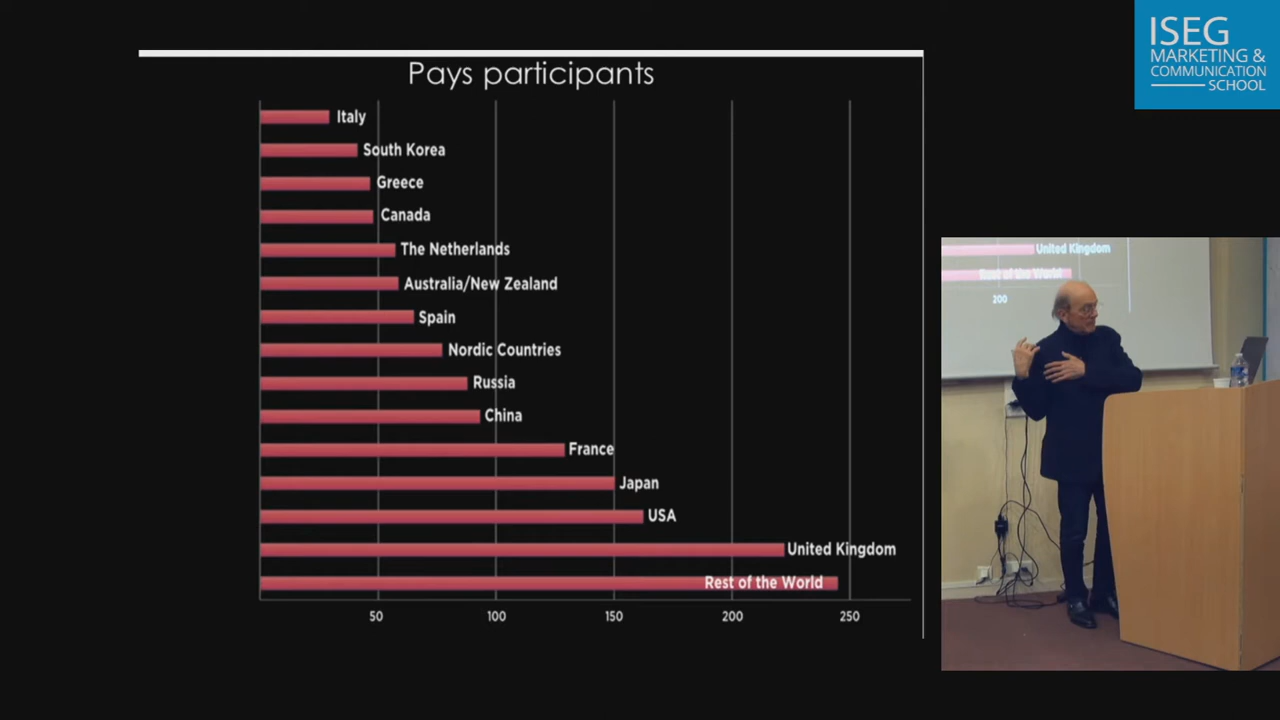 Pays participants
Italy
South Korea
Greece
Canada
The Netherlands
Australia/New Zealand
Spain
Nordic Countries
Russia
China
France
Japan
USA
United Kingdom
Rest of the World
50 100 150 200 250
ISEG
MARKETING &
COMMUNICATION
SCHOOL
United Kingdom
Rest of the World
200